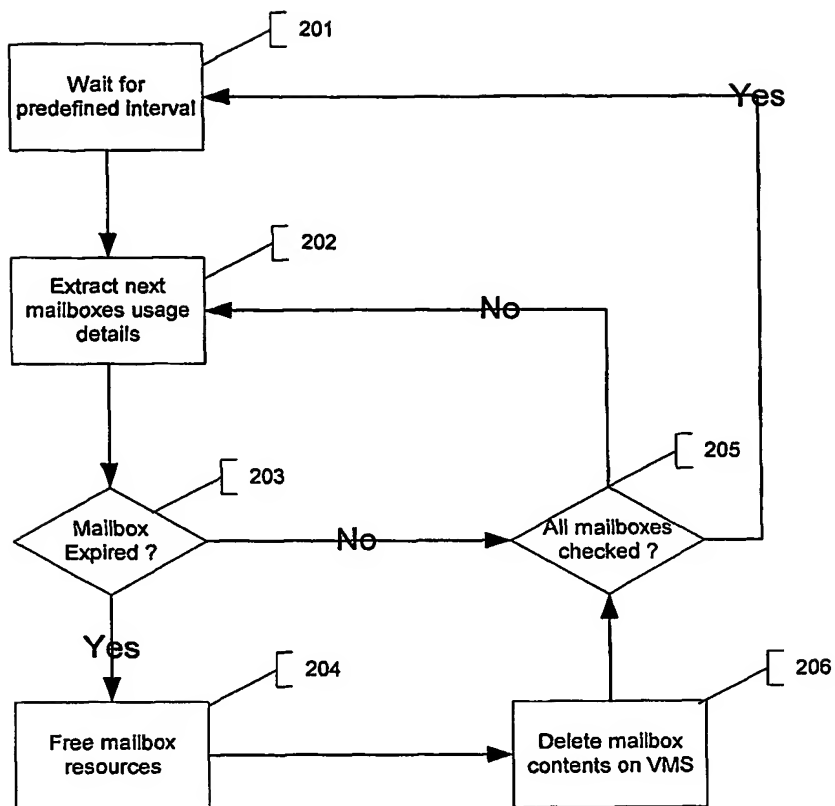 201
Wait for
predefined interval
Yes
202
Extract next
mailboxes usage
details
No
203
Mailbox
Expired ?
No
205
All mailboxes
checked ?
Yes
204
Free mailbox
resources
206
Delete mailbox
contents on VMS